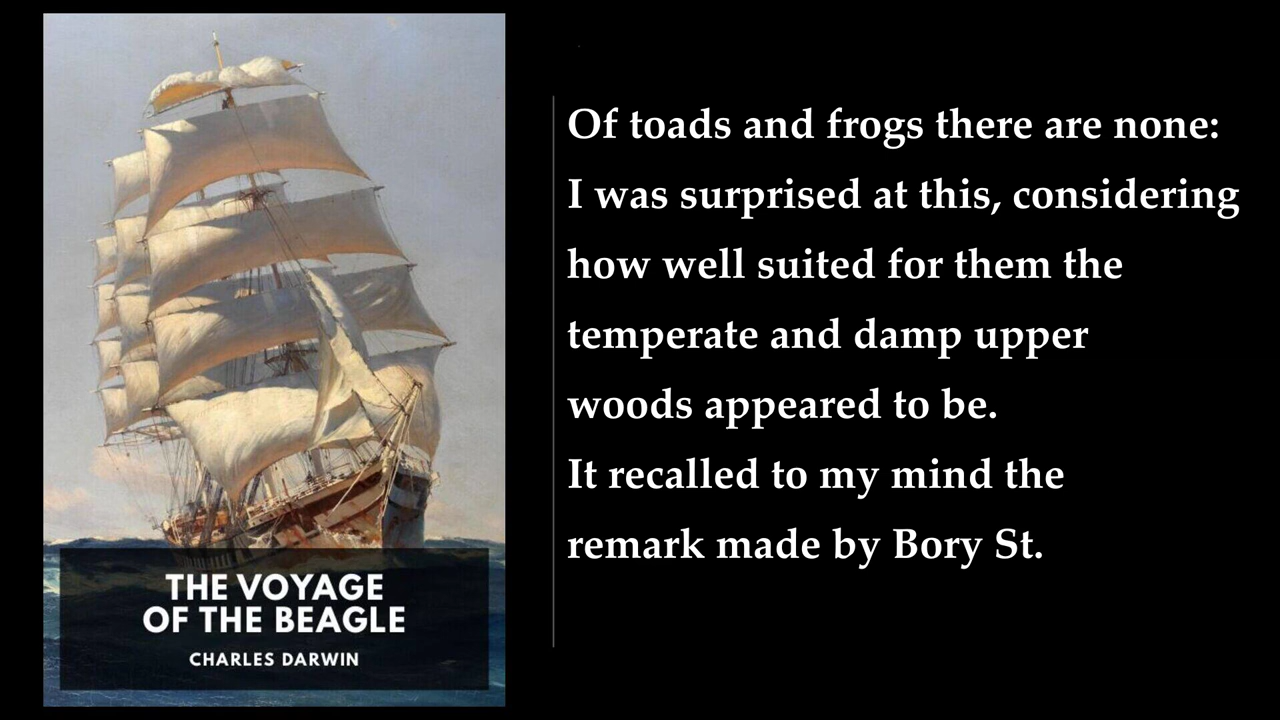 THE VOYAGE
OF THE BEAGLE
CHARLES DARWIN
Of toads and frogs there are none:
I was surprised at this, considering
how well suited for them the
temperate and damp upper
woods appeared to be.
It recalled to my mind the
remark made by Bory St.